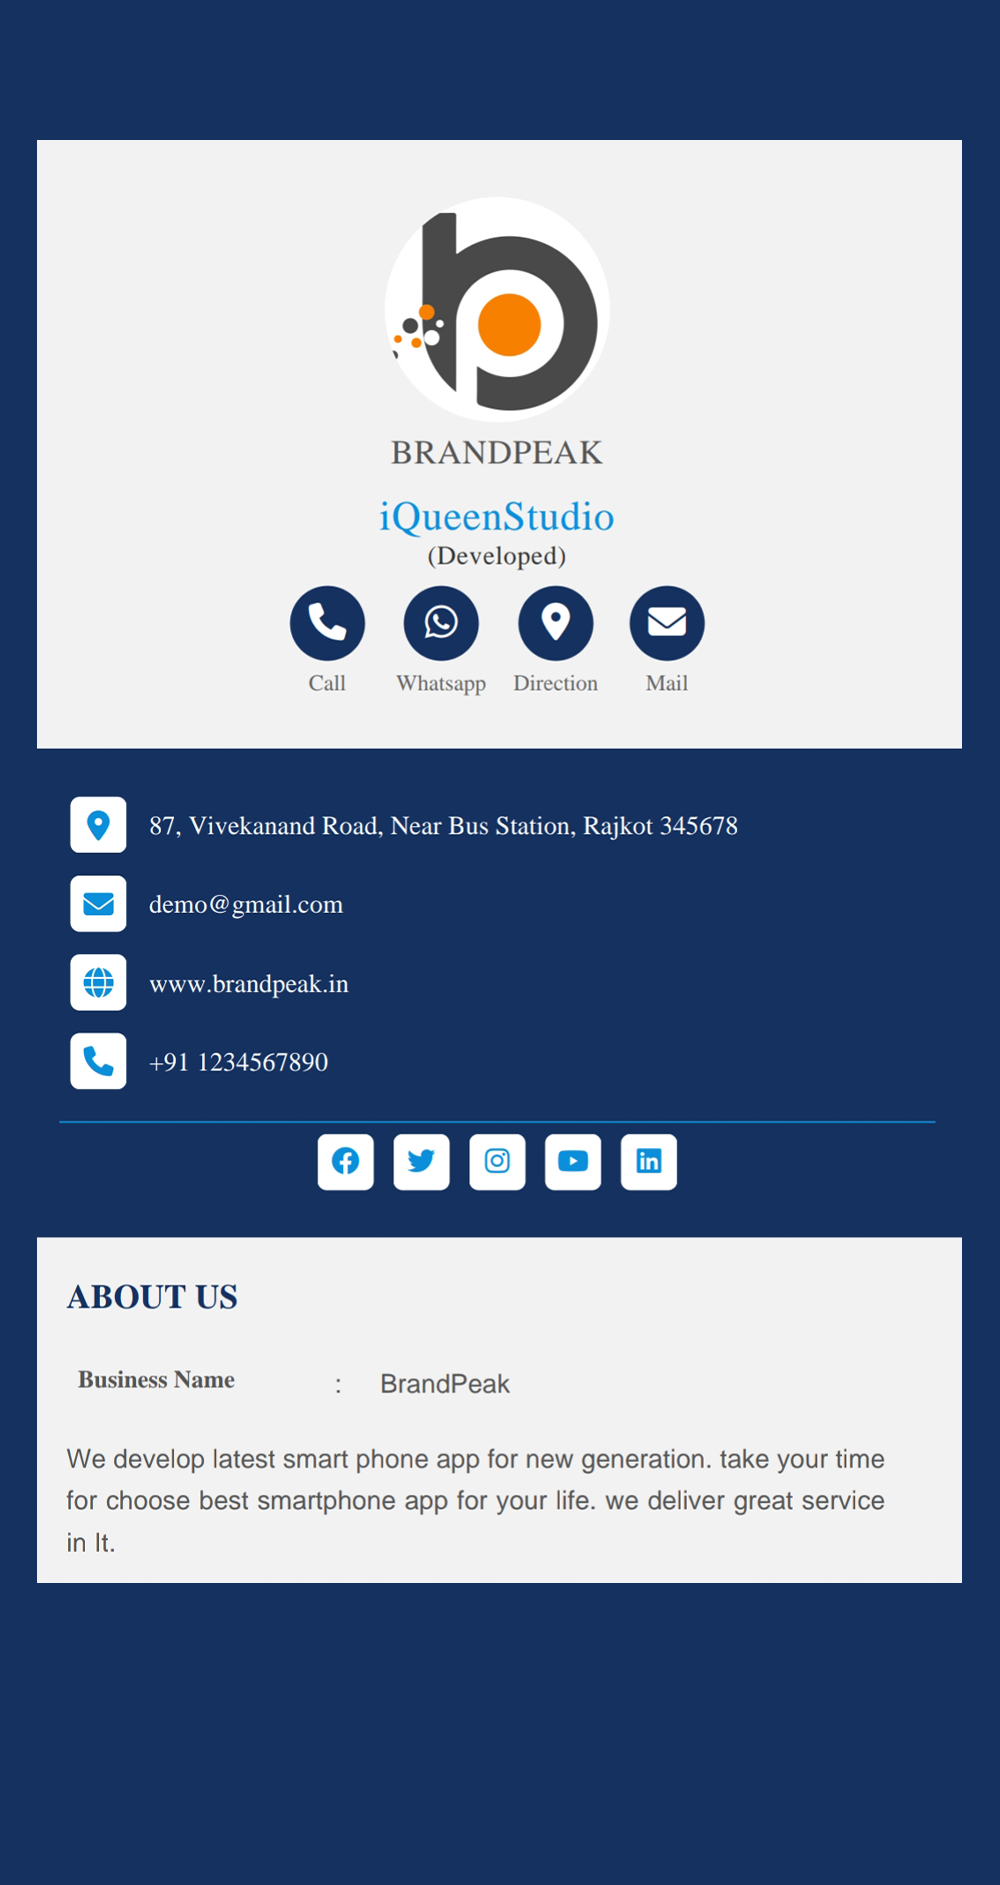 BRANDPEAK
iQueenStudio
(Developed)
Call Whatsapp Direction Mail
87, Vivekanand Road, Near Bus Station, Rajkot 345678
demo@gmail.com
www.brandpeak.in
+91 1234567890
ABOUT US
Business Name : BrandPeak
We develop latest smart phone app for new generation. take your time
for choose best smartphone app for your life. we deliver great service
in It.